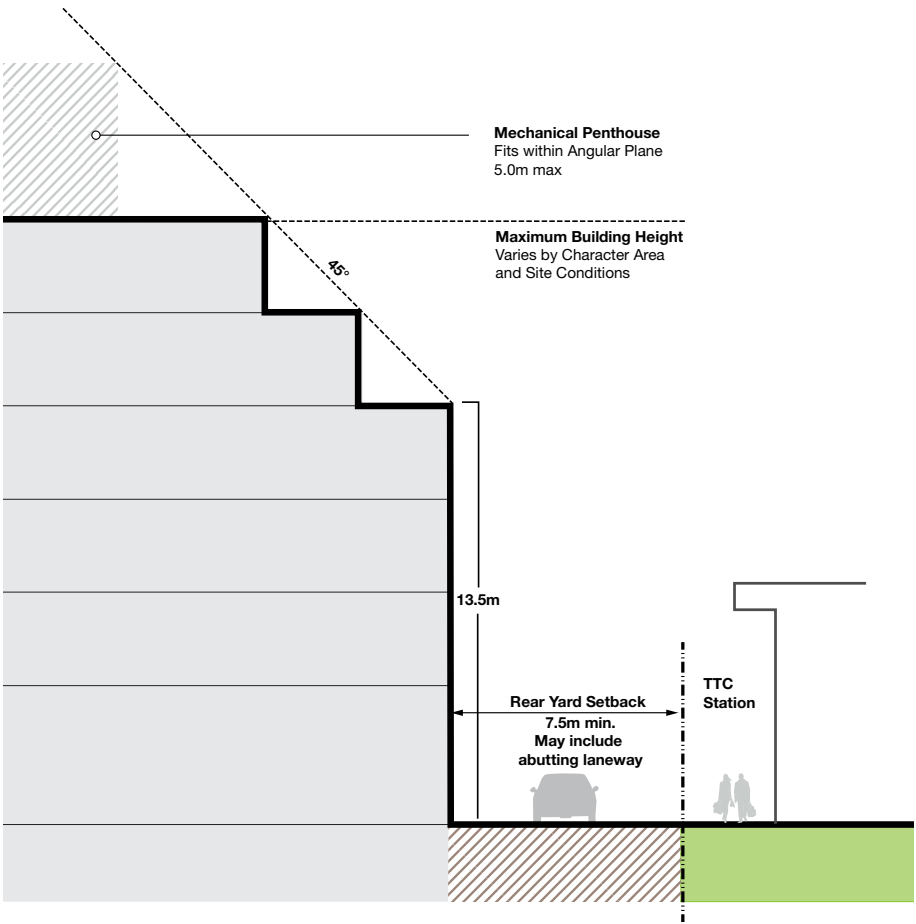 Mechanical Penthouse
Fits within Angular Plane
5.0m max
Maximum Building Height
Varies by Character Area
and Site Conditions
45°
13.5m
TTC
Station
Rear Yard Setback
7.5m min.
May include
abutting laneway